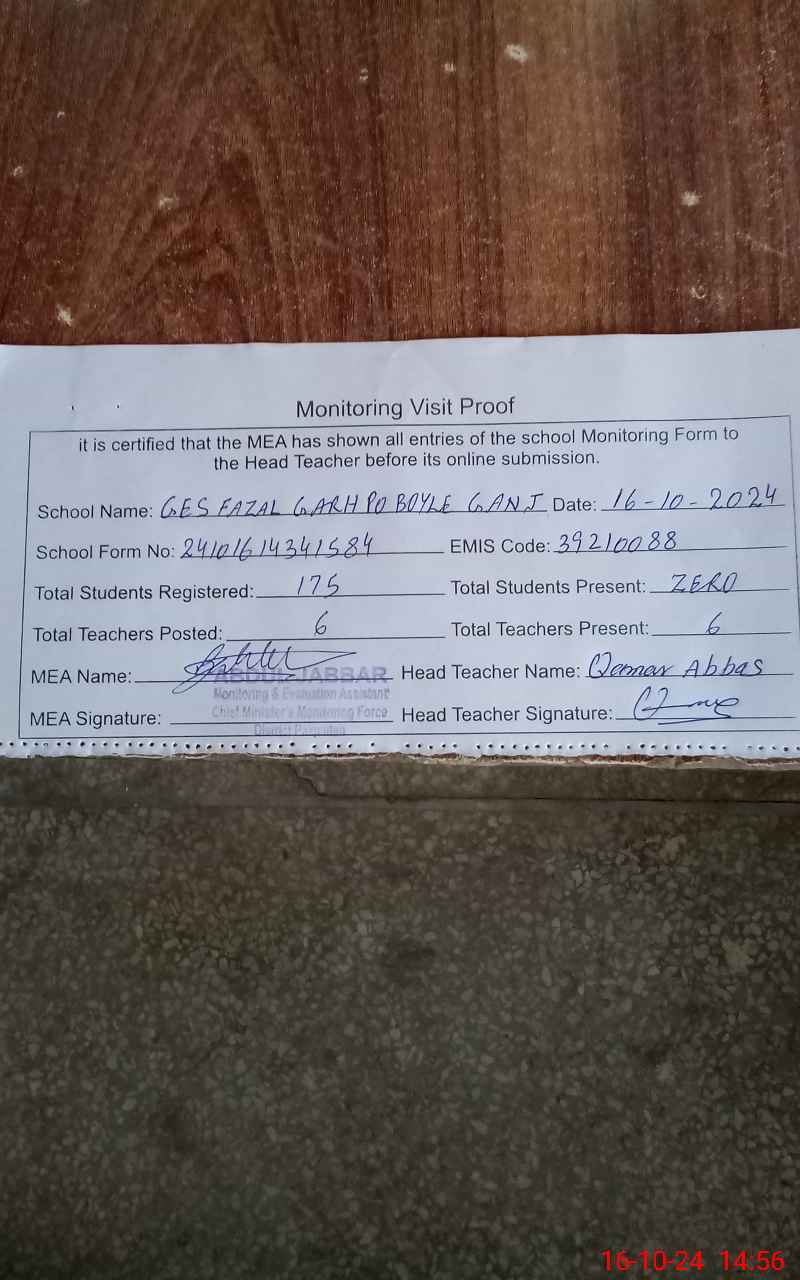 Monitoring Visit Proof
it is certified that the MEA has shown all entries of the school Monitoring Form to
the Head Teacher before its online submission.
School Name: GES FAZAL GARH PO BOYLE GANJ Date: 16-10-2024
School Form No: 24101614341584 EMIS Code: 39210088
Total Students Registered: 175 Total Students Present: ZERO
Total Teachers Posted: 6 Total Teachers Present: 6
MEA Name: ABDUL JABBAR Head Teacher Name: Qamar Abbas
Monitoring & Evaluation Assistant
MEA Signature: Chief Minister's Monitoring Force Head Teacher Signature:
District Pakpattan
16-10-24 14:56